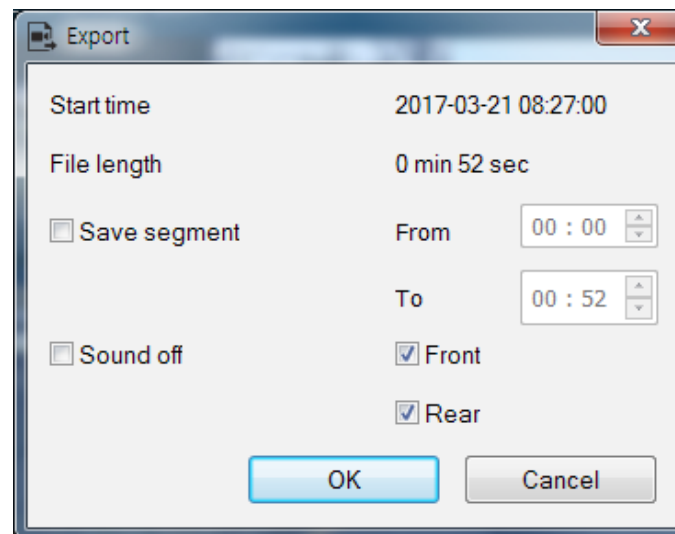 Export
Start time 2017-03-21 08:27:00
File length 0 min 52 sec
Save segment From 00 : 00
To 00 : 52
Sound off Front
Rear
OK Cancel